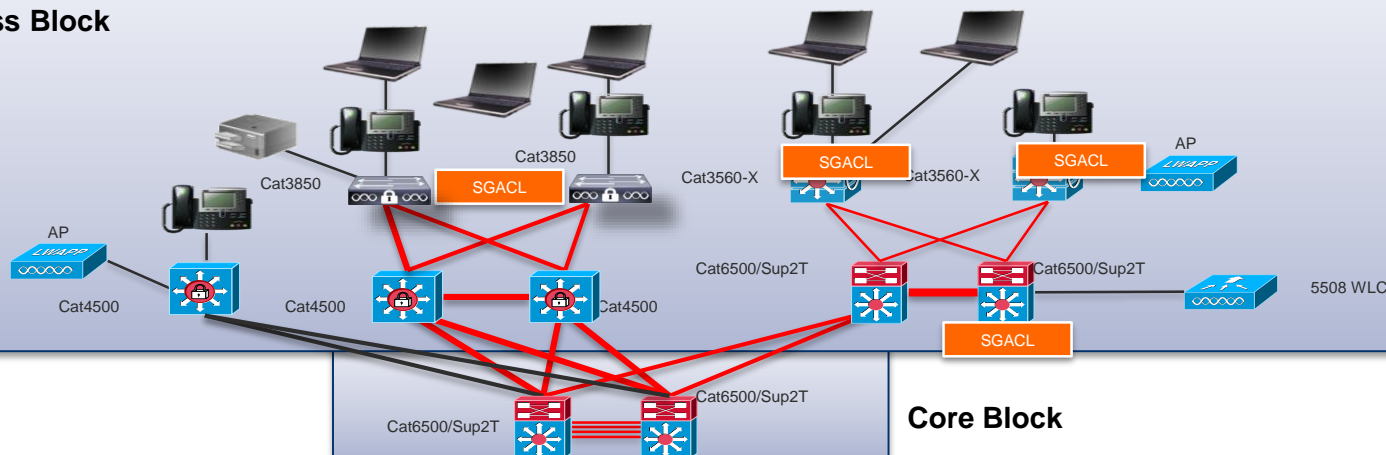 ss Block
Cat3850
Cat3850
SGACL
Cat3560-X
SGACL
Cat3560-X
SGACL
AP
LWAPP
AP
LWAPP
Cat4500
Cat4500
Cat4500
Cat6500/Sup2T
Cat6500/Sup2T
5508 WLC
SGACL
Cat6500/Sup2T
Cat6500/Sup2T
Core Block